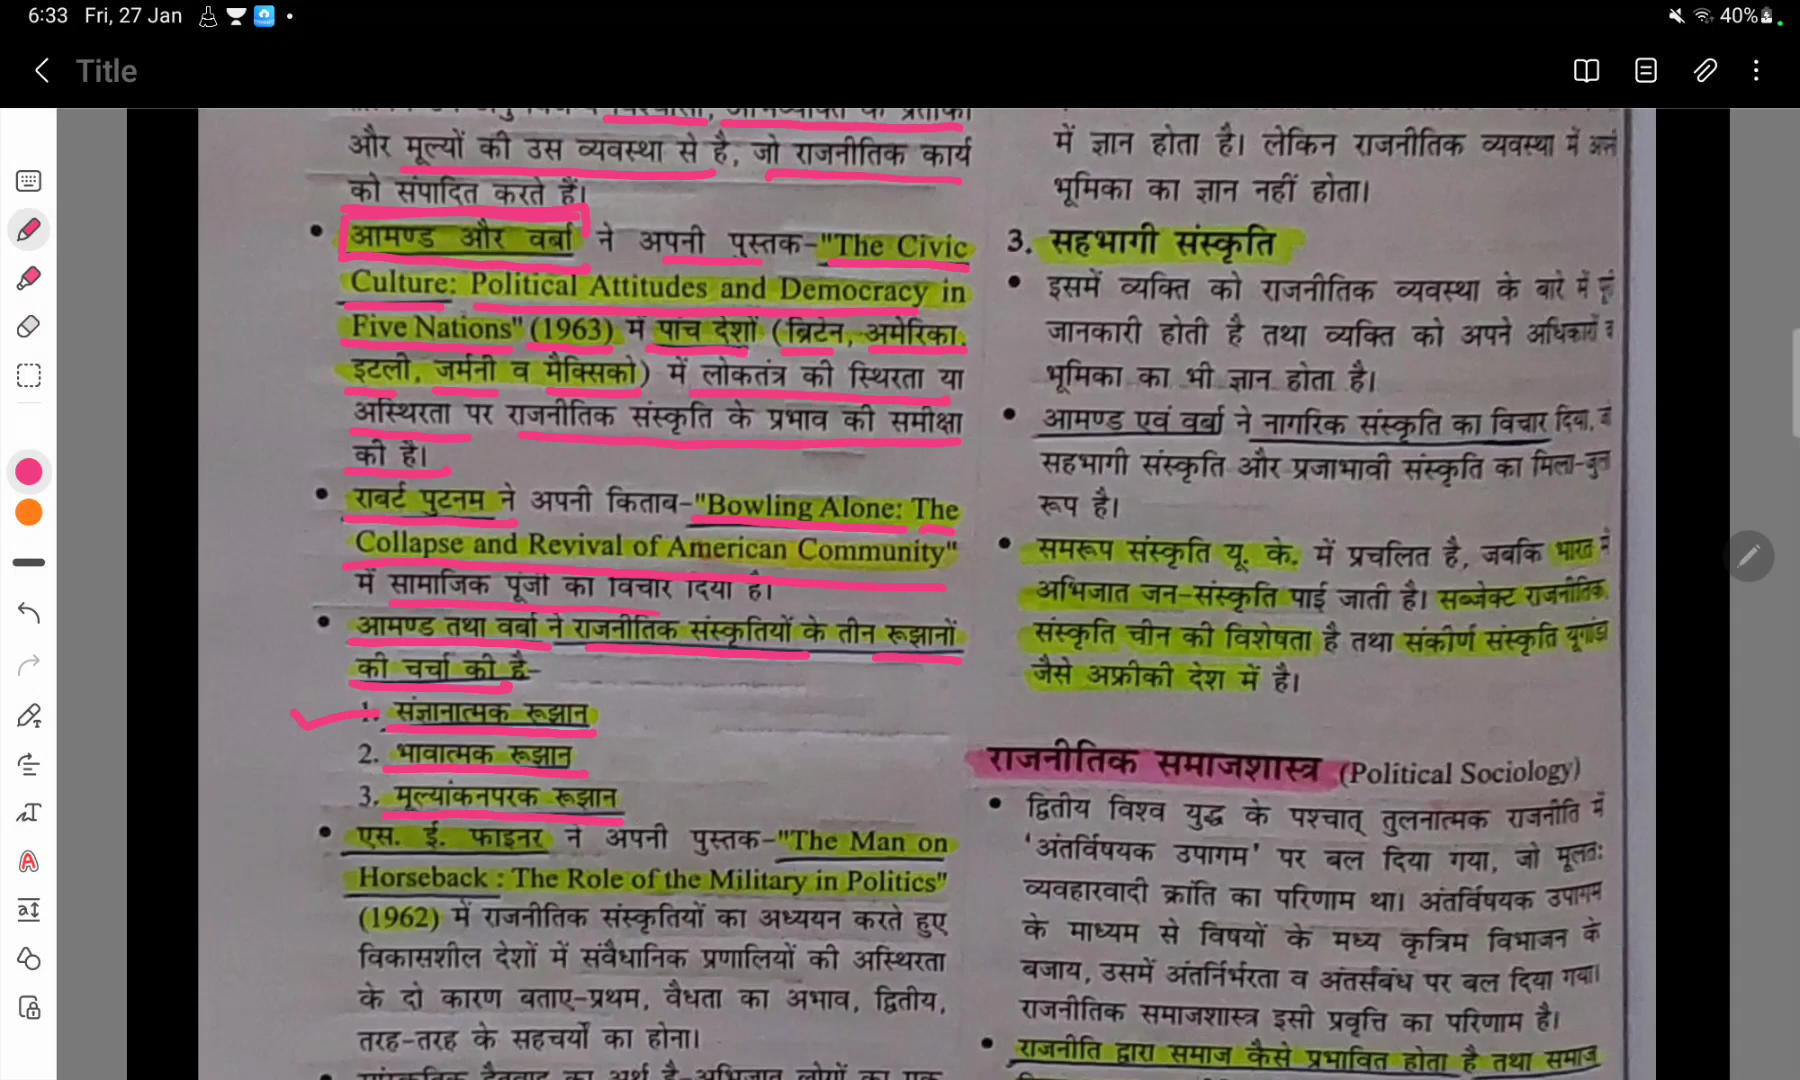 6:33 Fri, 27 Jan
40%
Title
और मूल्यों की उस व्यवस्था से है, जो राजनीतिक कार्य
को संपादित करते हैं।
• आमण्ड और वर्बा ने अपनी पुस्तक-"The Civic
Culture: Political Attitudes and Democracy in
Five Nations" (1963) में पांच देशों (ब्रिटेन, अमेरिका,
इटली, जर्मनी व मैक्सिको) में लोकतंत्र की स्थिरता या
अस्थिरता पर राजनीतिक संस्कृति के प्रभाव की समीक्षा
की है।
• राबर्ट पुटनम ने अपनी किताब-"Bowling Alone: The
Collapse and Revival of American Community"
में सामाजिक पूंजी का विचार दिया है।
• आमण्ड तथा वर्बा ने राजनीतिक संस्कृतियों के तीन रूझानों
की चर्चा की है-
1. संज्ञानात्मक रूझान
2. भावात्मक रूझान
3. मूल्यांकनपरक रूझान
• एस. ई. फाइनर ने अपनी पुस्तक-"The Man on
Horseback : The Role of the Military in Politics"
(1962) में राजनीतिक संस्कृतियों का अध्ययन करते हुए
विकासशील देशों में संवैधानिक प्रणालियों की अस्थिरता
के दो कारण बताए-प्रथम, वैधता का अभाव, द्वितीय,
तरह-तरह के सहचर्यों का होना।
में ज्ञान होता है। लेकिन राजनीतिक व्यवस्था में
भूमिका का ज्ञान नहीं होता।
3. सहभागी संस्कृति
• इसमें व्यक्ति को राजनीतिक व्यवस्था के बारे में
जानकारी होती है तथा व्यक्ति को अपने अधिकारों
भूमिका का भी ज्ञान होता है।
• आमण्ड एवं वर्बा ने नागरिक संस्कृति का विचार दिया,
सहभागी संस्कृति और प्रजाभावी संस्कृति का मिला-जुला
रूप है।
• समरूप संस्कृति यू. के. में प्रचलित है, जबकि भारत में
अभिजात जन-संस्कृति पाई जाती है। सब्जेक्ट राजनीतिक
संस्कृति चीन की विशेषता है तथा संकीर्ण संस्कृति यूगांडा
जैसे अफ्रीकी देश में है।
राजनीतिक समाजशास्त्र (Political Sociology)
• द्वितीय विश्व युद्ध के पश्चात् तुलनात्मक राजनीति में
'अंतर्विषयक उपागम' पर बल दिया गया, जो मूलतः
व्यवहारवादी क्रांति का परिणाम था। अंतर्विषयक उपागम
के माध्यम से विषयों के मध्य कृत्रिम विभाजन के
बजाय, उसमें अंतर्निर्भरता व अंतर्संबंध पर बल दिया गया।
राजनीतिक समाजशास्त्र इसी प्रवृत्ति का परिणाम है।
• राजनीति द्वारा समाज कैसे प्रभावित होता है तथा समाज